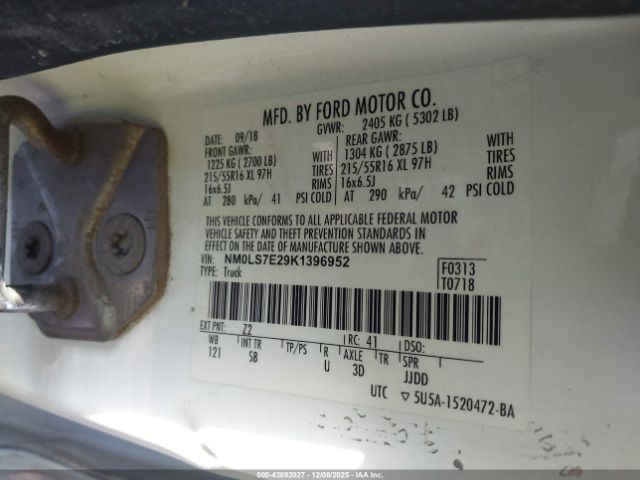 MFD. BY FORD MOTOR CO.
DATE: 09/18 GVWR: 2405 KG ( 5302 LB)
FRONT GAWR: REAR GAWR:
1225 KG ( 2700 LB) WITH 1304 KG ( 2875 LB) WITH
215/55R16 XL 97H TIRES 215/55R16 XL 97H TIRES
16x6.5J RIMS 16x6.5J RIMS
AT 280 kPa/ 41 PSI COLD AT 290 kPa/ 42 PSI COLD
THIS VEHICLE CONFORMS TO ALL APPLICABLE FEDERAL MOTOR
VEHICLE SAFETY AND THEFT PREVENTION STANDARDS IN
EFFECT ON THE DATE OF MANUFACTURE SHOWN ABOVE.
VIN: NM0LS7E29K1396952
TYPE: Truck
F0313
T0718
EXT PNT: Z2 RC: 41 DSO:
WB INT TR TP/PS R AXLE TR SPR
121 SB U 3D JJDD
UTC ▽5U5A-1520472-BA
000-43892027 - 12/08/2025 - IAAI.COM